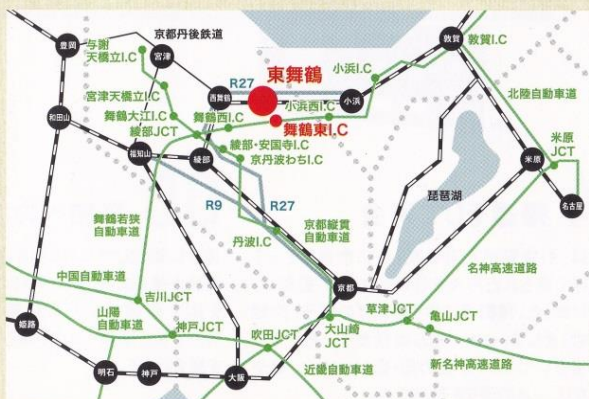 京都丹後鉄道
敦賀
豊岡
与謝
天橋立I.C
宮津
敦賀I.C
東舞鶴
小浜I.C
R27
北陸自動車道
宮津天橋立I.C
西舞鶴
小浜西I.C
小浜
和田山
舞鶴大江I.C
舞鶴西I.C
舞鶴東I.C
綾部JCT
綾部・安国寺I.C
京丹波わちI.C
米原
JCT
福知山
綾部
米原
名古屋
琵琶湖
R9
R27
舞鶴若狭
自動車道
京都縦貫
自動車道
丹波I.C
中国自動車道
名神高速道路
京都
吉川JCT
山陽
自動車道
草津JCT
亀山JCT
姫路
神戸JCT
吹田JCT
大山崎
JCT
新名神高速道路
明石
神戸
大阪
近畿自動車道